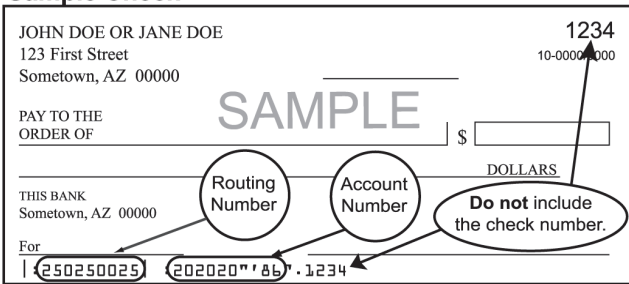 JOHN DOE OR JANE DOE
1234
123 First Street
10-0000/0000
Sometown, AZ 00000
SAMPLE
PAY TO THE
ORDER OF
$
DOLLARS
THIS BANK
Sometown, AZ 00000
Routing
Number
Account
Number
Do not include
the check number.
For
250250025 202020"'86".1234